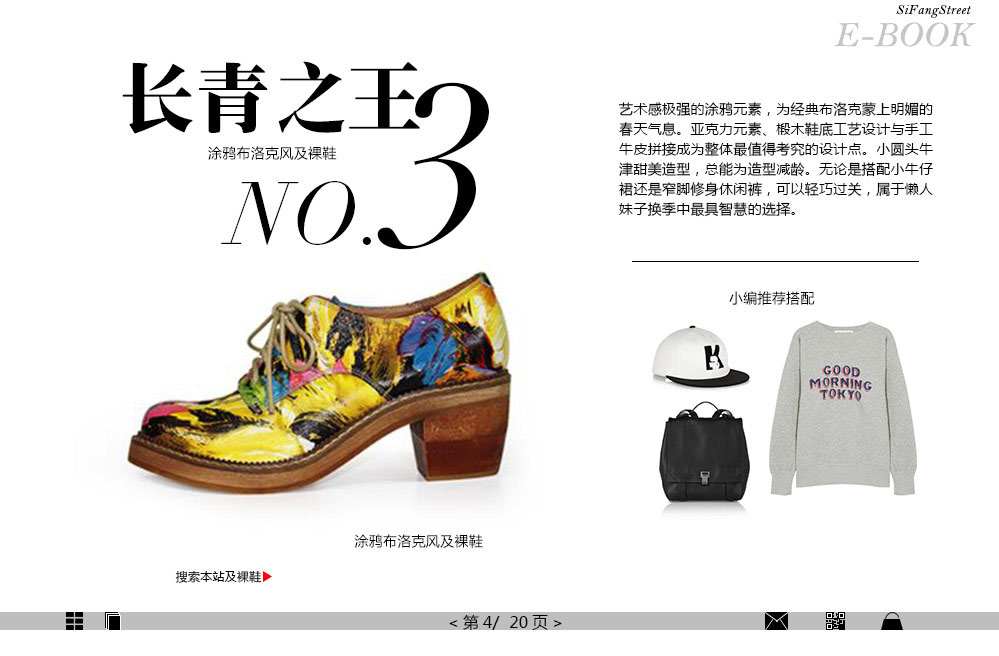 SiFangStreet
E-BOOK
长青之王
涂鸦布洛克风及裸鞋
NO.3
艺术感极强的涂鸦元素，为经典布洛克蒙上明媚的
春天气息。亚克力元素、椴木鞋底工艺设计与手工
牛皮拼接成为整体最值得考究的设计点。小圆头牛
津甜美造型，总能为造型减龄。无论是搭配小牛仔
裙还是窄脚修身休闲裤，可以轻巧过关，属于懒人
妹子换季中最具智慧的选择。
小编推荐搭配
K
GOOD
MORNING
TOKYO
涂鸦布洛克风及裸鞋
搜索本站及裸鞋
< 第 4/ 20 页 >